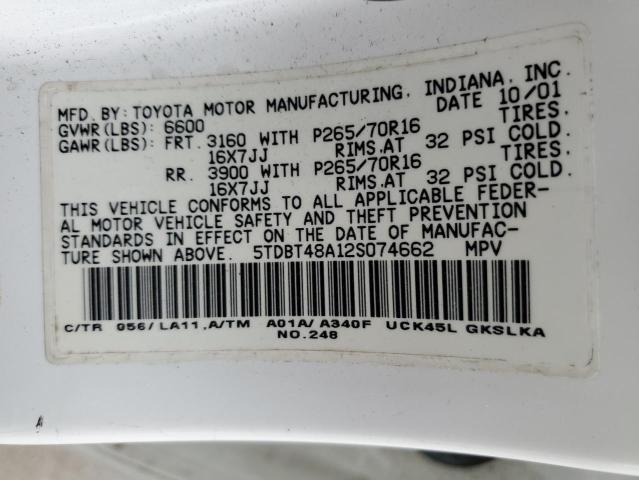 MFD. BY: TOYOTA MOTOR MANUFACTURING, INDIANA, INC.
GVWR(LBS): 6600 DATE 10/01
GAWR(LBS): FRT. 3160 WITH P265/70R16 TIRES.
16X7JJ RIMS.AT 32 PSI COLD.
RR. 3900 WITH P265/70R16 TIRES.
16X7JJ RIMS.AT 32 PSI COLD.
THIS VEHICLE CONFORMS TO ALL APPLICABLE FEDER-
AL MOTOR VEHICLE SAFETY AND THEFT PREVENTION
STANDARDS IN EFFECT ON THE DATE OF MANUFAC-
TURE SHOWN ABOVE. 5TDBT48A12S074662 MPV
C/TR 056/LA11,A/TM A01A/A340F UCK45L GKSLKA
NO.248